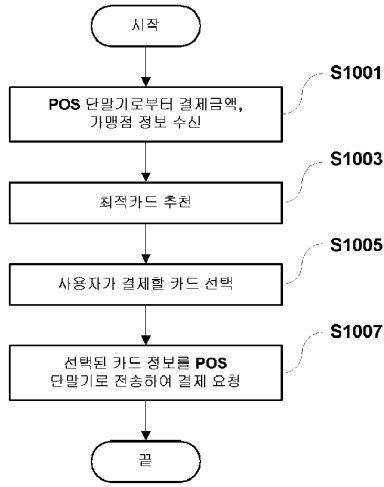 시작
S1001
POS 단말기로부터 결제금액,
가맹점 정보 수신
S1003
최적카드 추천
S1005
사용자가 결제할 카드 선택
S1007
선택된 카드 정보를 POS
단말기로 전송하여 결제 요청
끝